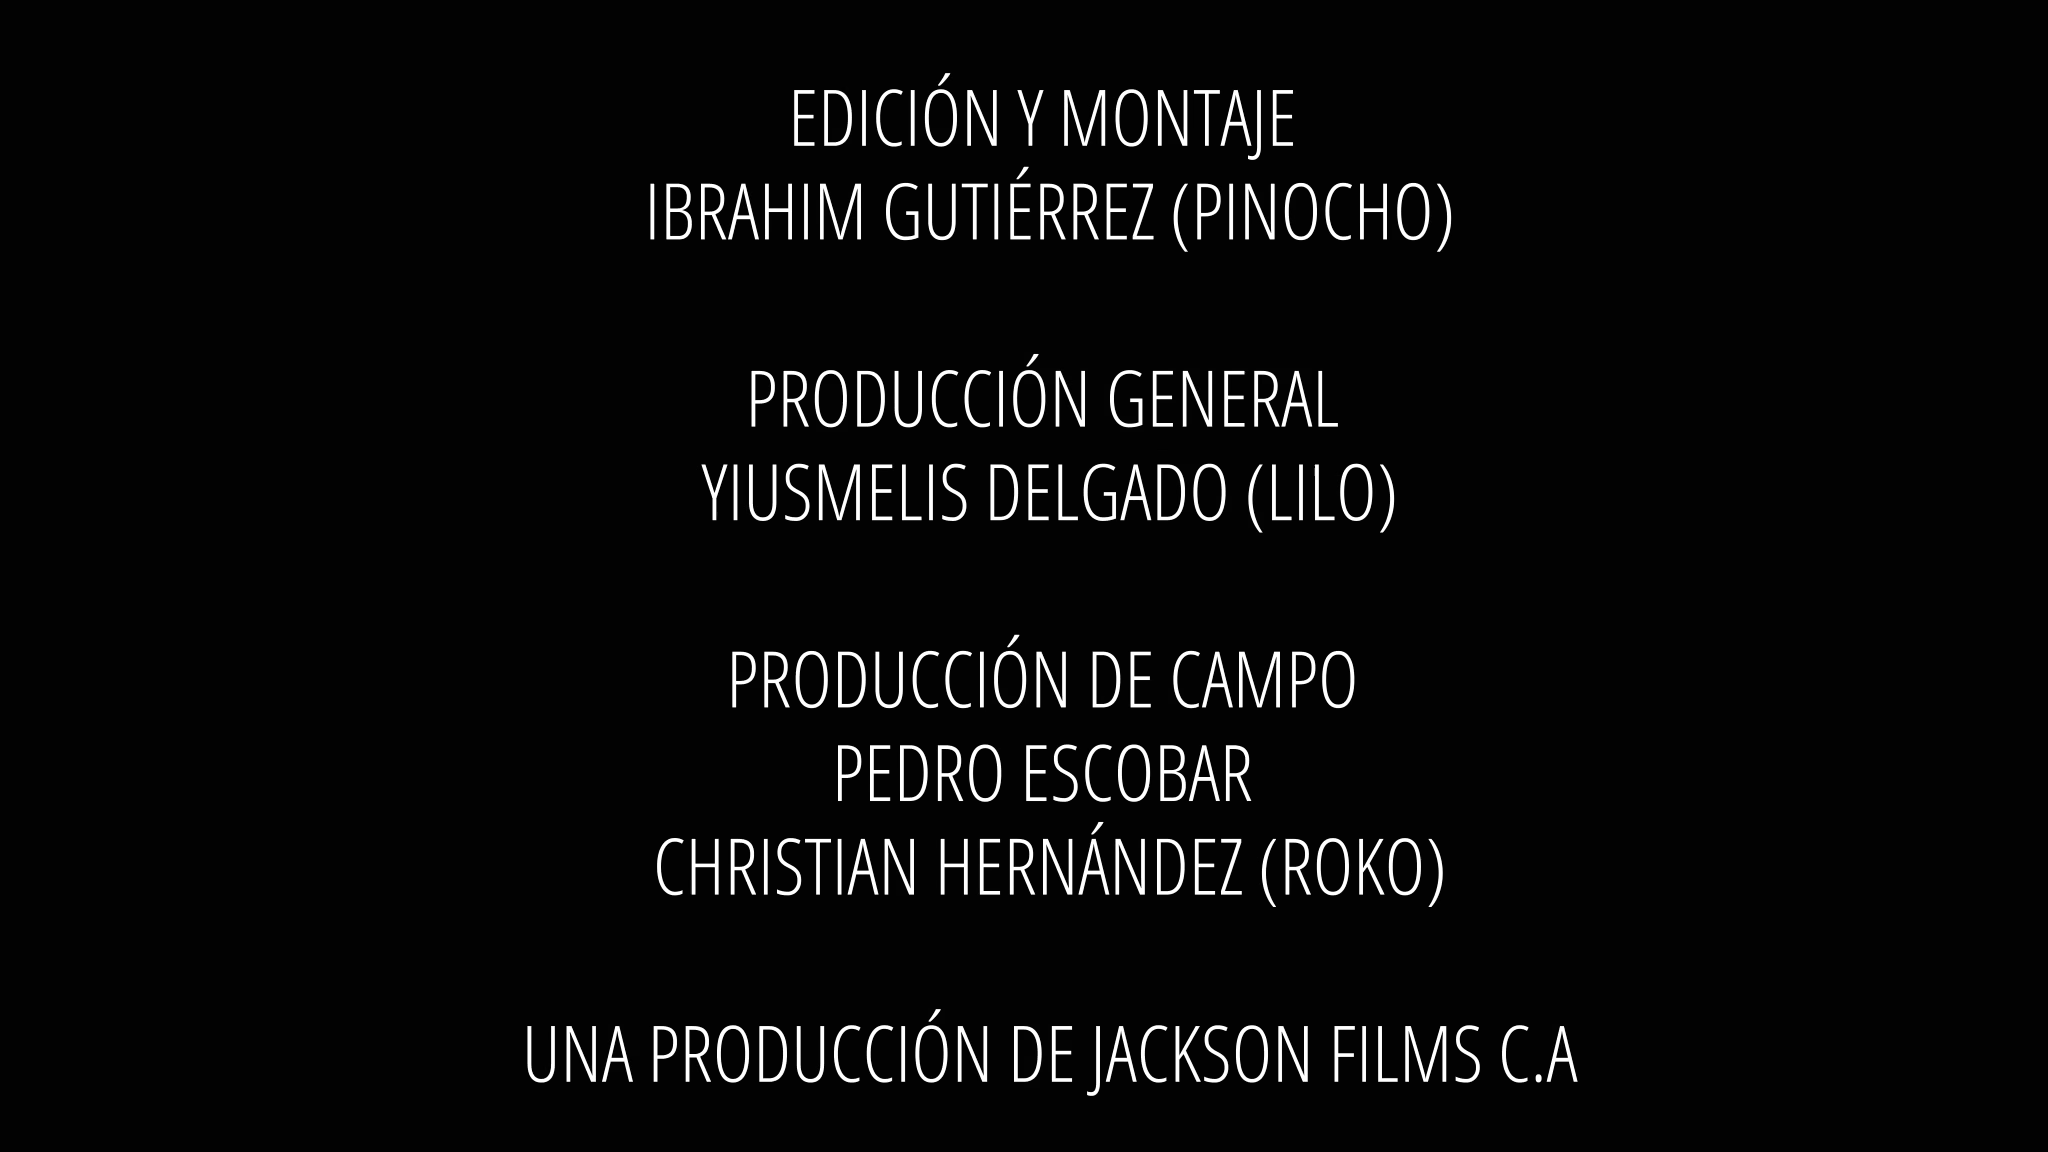 EDICIÓN Y MONTAJE
IBRAHIM GUTIÉRREZ (PINOCHO)
PRODUCCIÓN GENERAL
YIUSMELIS DELGADO (LILO)
PRODUCCIÓN DE CAMPO
PEDRO ESCOBAR
CHRISTIAN HERNÁNDEZ (ROKO)
UNA PRODUCCIÓN DE JACKSON FILMS C.A